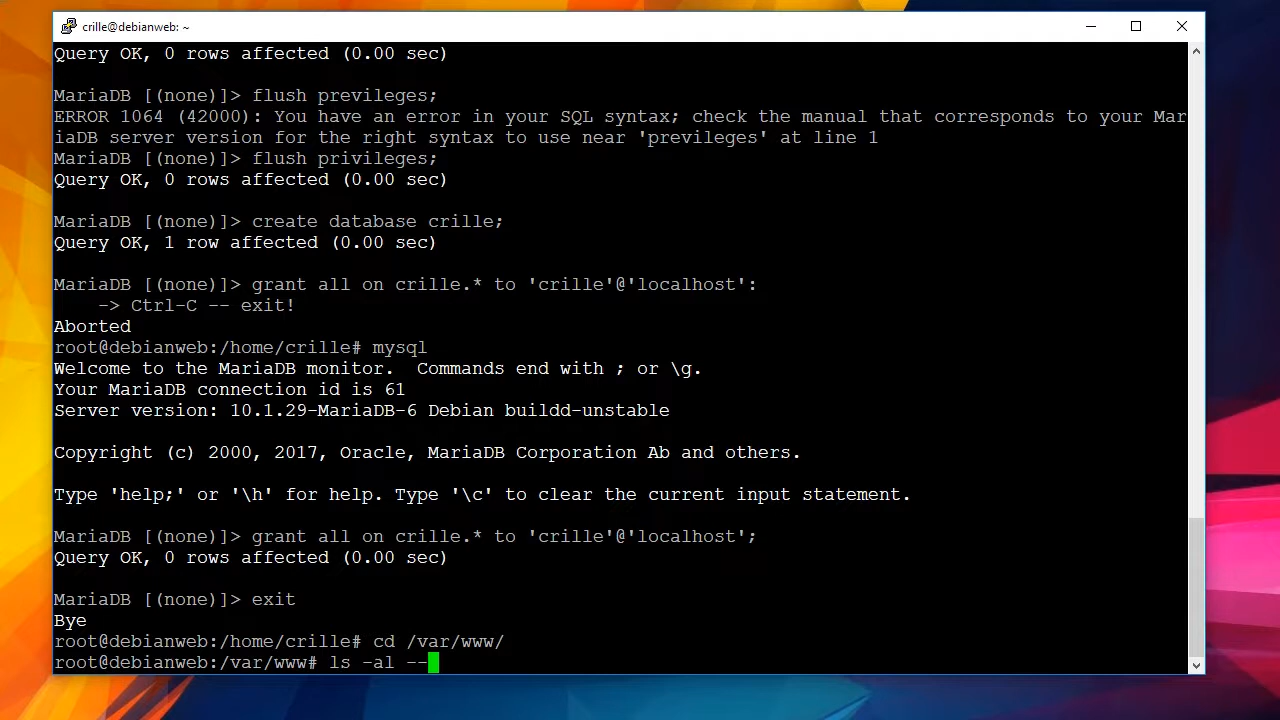 crille@debianweb: ~
Query OK, 0 rows affected (0.00 sec)
MariaDB [(none)]> flush previleges;
ERROR 1064 (42000): You have an error in your SQL syntax; check the manual that corresponds to your Mar
iaDB server version for the right syntax to use near 'previleges' at line 1
MariaDB [(none)]> flush privileges;
Query OK, 0 rows affected (0.00 sec)
MariaDB [(none)]> create database crille;
Query OK, 1 row affected (0.00 sec)
MariaDB [(none)]> grant all on crille.* to 'crille'@'localhost':
    -> Ctrl-C -- exit!
Aborted
root@debianweb:/home/crille# mysql
Welcome to the MariaDB monitor.  Commands end with ; or \g.
Your MariaDB connection id is 61
Server version: 10.1.29-MariaDB-6 Debian buildd-unstable
Copyright (c) 2000, 2017, Oracle, MariaDB Corporation Ab and others.
Type 'help;' or '\h' for help. Type '\c' to clear the current input statement.
MariaDB [(none)]> grant all on crille.* to 'crille'@'localhost';
Query OK, 0 rows affected (0.00 sec)
MariaDB [(none)]> exit
Bye
root@debianweb:/home/crille# cd /var/www/
root@debianweb:/var/www# ls -al --